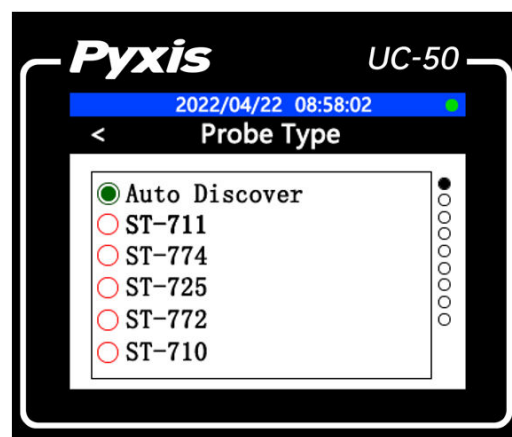 Pyxis UC-50
2022/04/22 08:58:02
< Probe Type
Auto Discover
ST-711
ST-774
ST-725
ST-772
ST-710